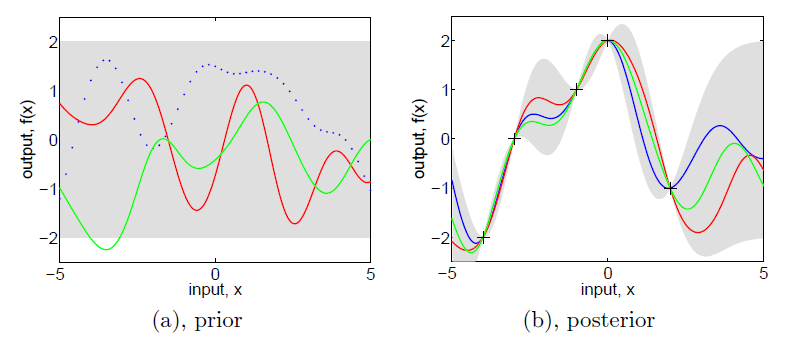 2
1
0
−1
−2
output, f(x)
−5
0
5
input, x
(a), prior
2
1
0
−1
−2
output, f(x)
−5
0
5
input, x
(b), posterior